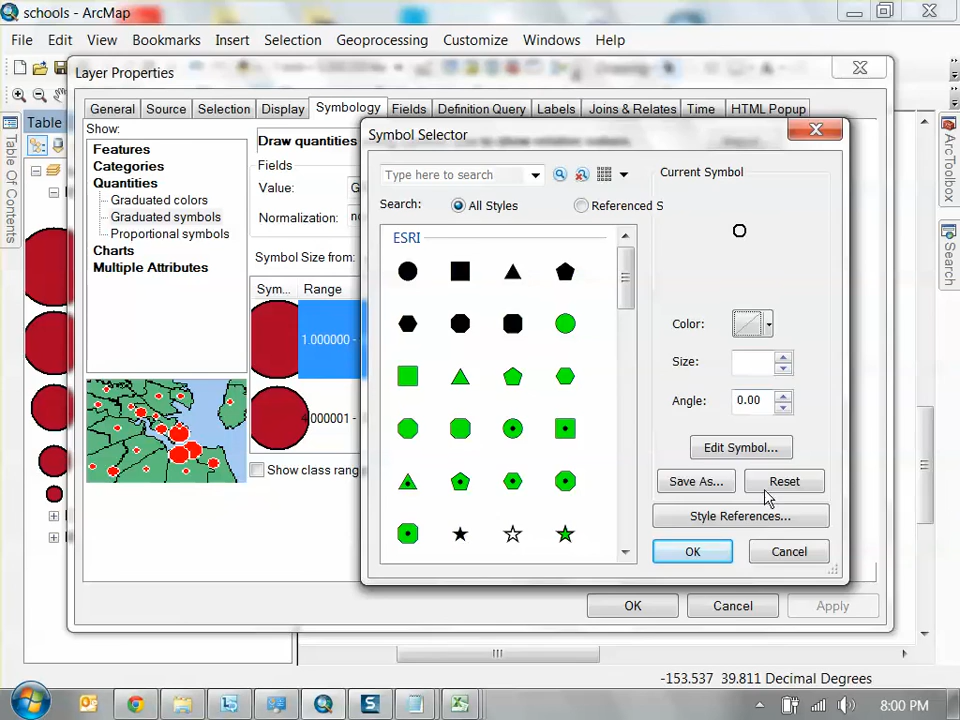 schools - ArcMap
File Edit View Bookmarks Insert Selection Geoprocessing Customize Windows Help
Layer Properties
General Source Selection Display Symbology Fields Definition Query Labels Joins & Relates Time HTML Popup
Table
Table Of Contents
ArcToolbox
Search
Show:
Features
Categories
Quantities
Graduated colors
Graduated symbols
Proportional symbols
Charts
Multiple Attributes
Draw quantities
Fields
Value: G
Normalization: no
Symbol Size from:
Sym... Range
1.000000 -
4.000001 -
Show class rang
Symbol Selector
Type here to search
Search: All Styles Referenced S
ESRI
Current Symbol
Color:
Size:
Angle: 0.00
Edit Symbol...
Save As... Reset
Style References...
OK Cancel
OK Cancel Apply
-153.537 39.811 Decimal Degrees
8:00 PM